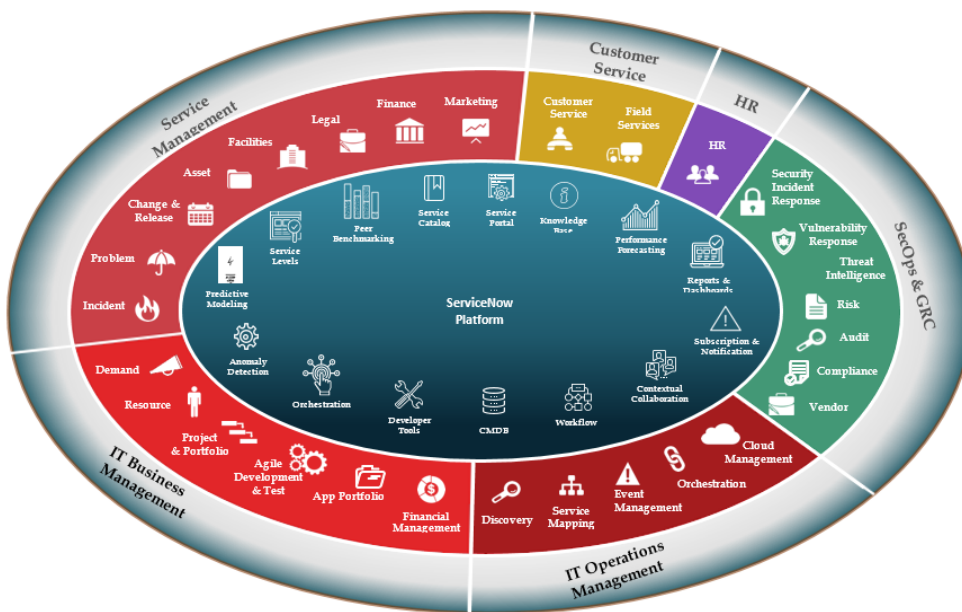 Service
Management
Customer
Service
HR
SecOps & GRC
IT Operations
Management
IT Business
Management
Marketing
Finance
Legal
Facilities
Asset
Change &
Release
Problem
Incident
Customer
Service
Field
Services
HR
Security
Incident
Response
Vulnerability
Response
Threat
Intelligence
Risk
Audit
Compliance
Vendor
Cloud
Management
Orchestration
Event
Management
Service
Mapping
Discovery
Financial
Management
App Portfolio
Agile
Development
& Test
Project
& Portfolio
Resource
Demand
ServiceNow
Platform
Predictive
Modeling
Service
Levels
Peer
Benchmarking
Service
Catalog
Service
Portal
Knowledge
Base
Performance
Forecasting
Reports &
Dashboards
Subscription &
Notification
Contextual
Collaboration
Workflow
CMDB
Developer
Tools
Orchestration
Anomaly
Detection